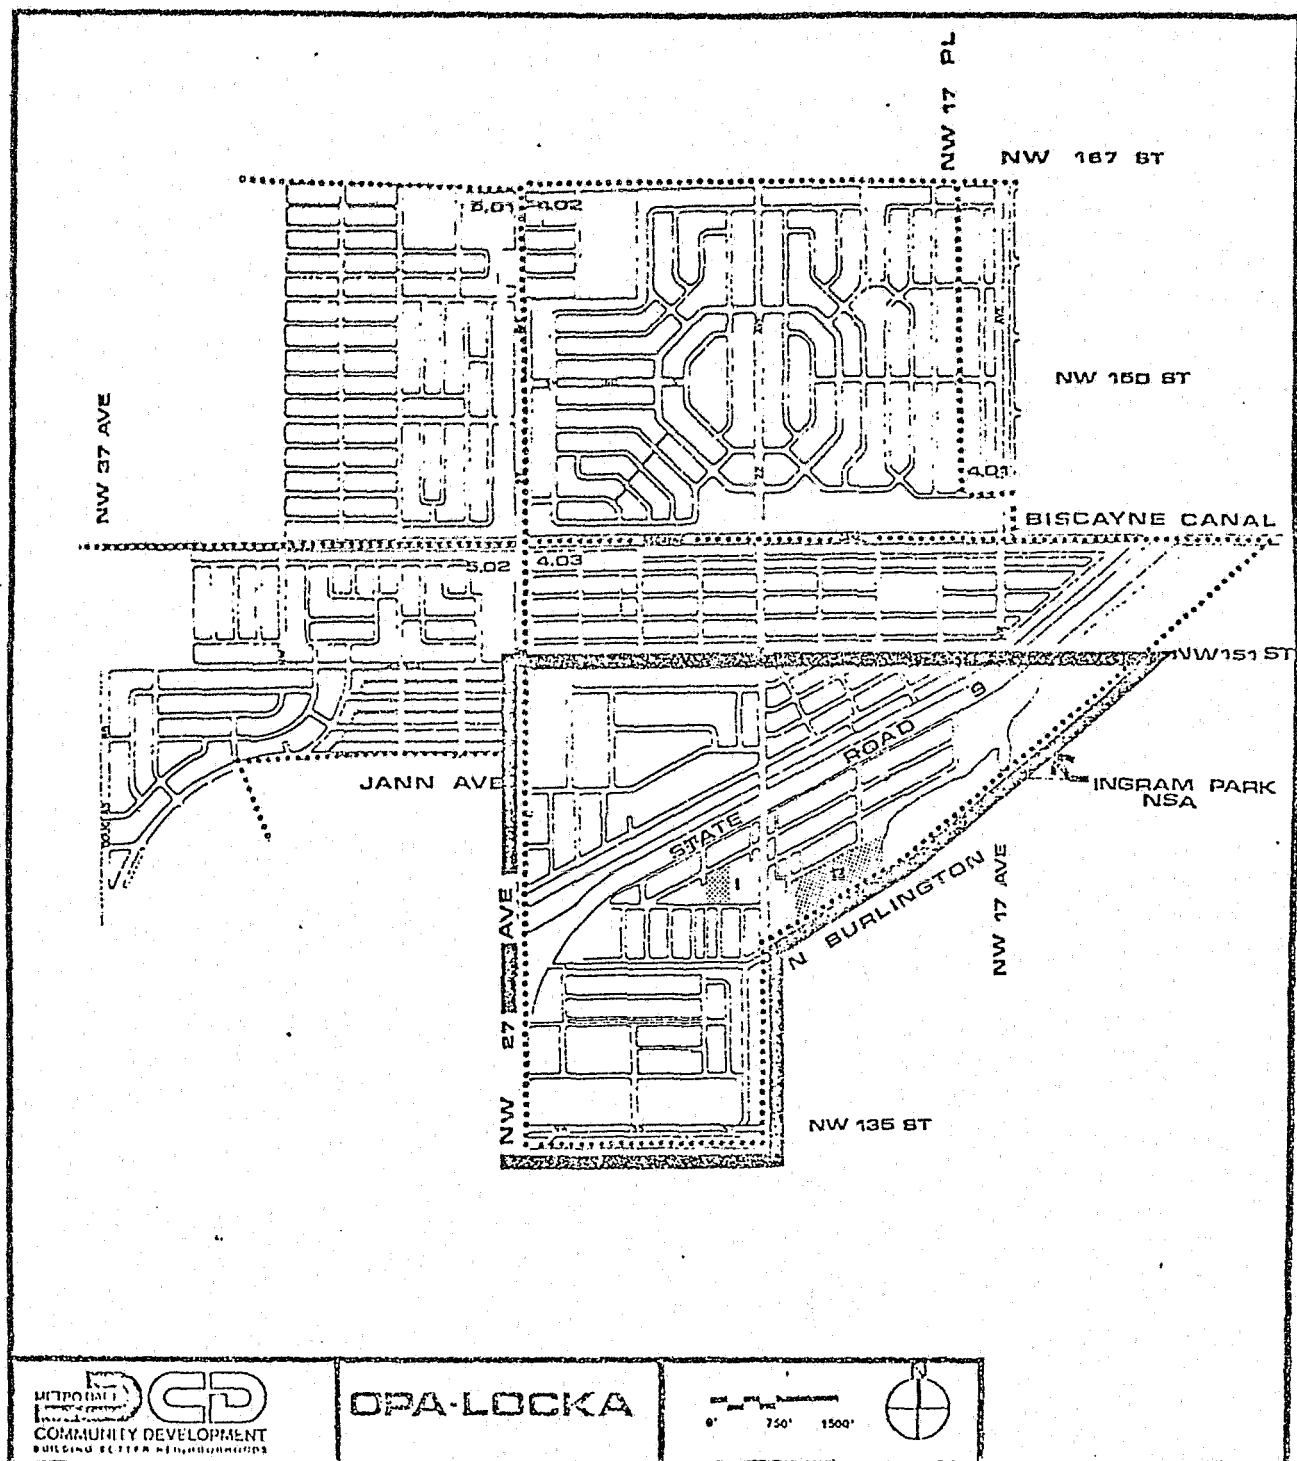 NW 17 PL
NW 167 ST
5.01
4.02
NW 150 ST
NW 37 AVE
4.01
BISCAYNE CANAL
5.02
4.03
NW 151 ST
STATE ROAD 9
JANN AVE
INGRAM PARK
NSA
N BURLINGTON
NW 17 AVE
NW 27 AVE
NW 135 ST
COMMUNITY DEVELOPMENT
OPA-LOCKA
0' 750' 1500'
N